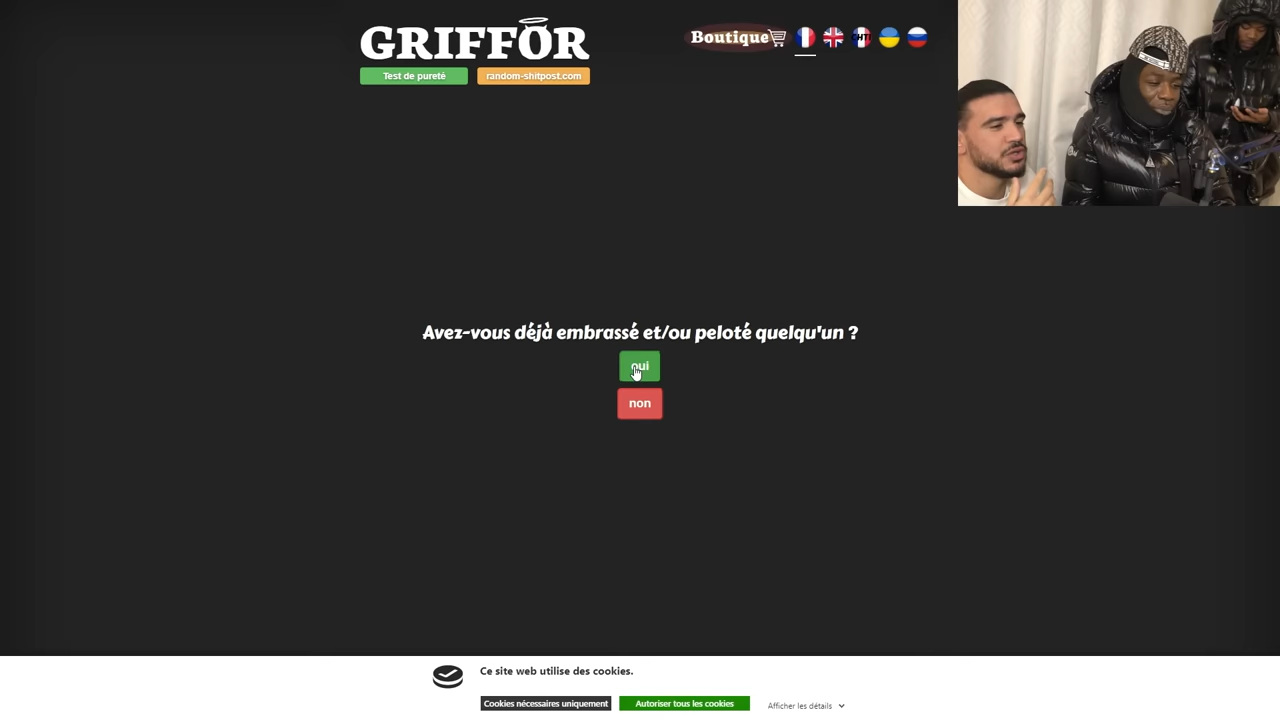 GRIFFOR
Boutique
CHTI
Test de pureté
random-shitpost.com
Avez-vous déjà embrassé et/ou peloté quelqu'un ?
oui
non
Ce site web utilise des cookies.
Cookies nécessaires uniquement
Autoriser tous les cookies
Afficher les détails